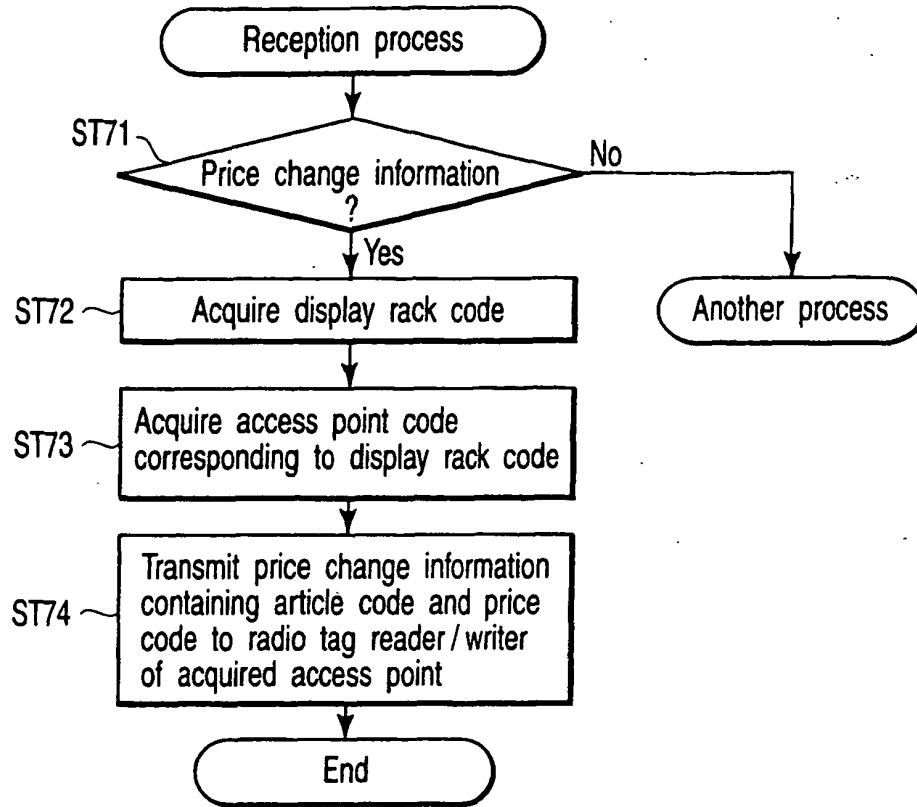 Reception process
ST71
Price change information
?
No
Yes
ST72
Acquire display rack code
Another process
ST73
Acquire access point code
corresponding to display rack code
ST74
Transmit price change information
containing article code and price
code to radio tag reader / writer
of acquired access point
End